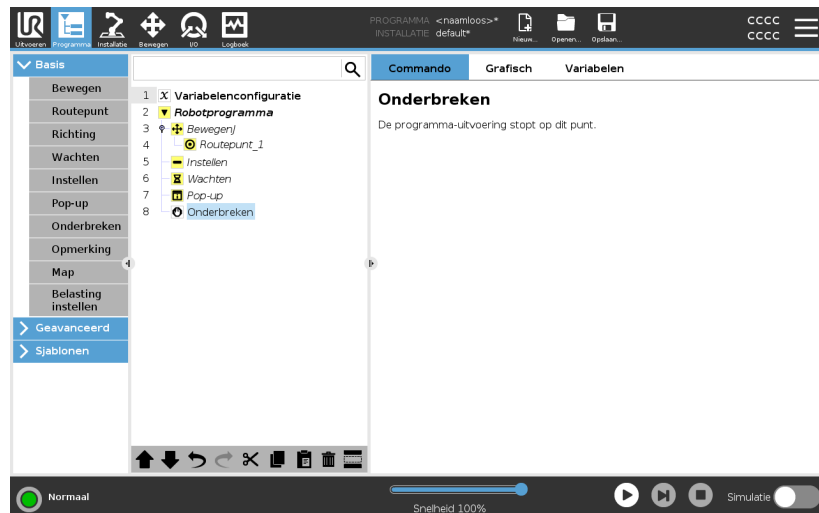 UR
PROGRAMMA <naamloos>*
INSTALLATIE default*
CCCC
CCCC
Uitvoeren Programma Installatie Bewegen I/O Logboek Nieuw... Openen... Opslaan...
Basis
Bewegen
Routepunt
Richting
Wachten
Instellen
Pop-up
Onderbreken
Opmerking
Map
Belasting
instellen
Geavanceerd
Sjablonen
1 X Variabelenconfiguratie
2 Robotprogramma
3 BewegenJ
4 Routepunt_1
5 Instellen
6 Wachten
7 Pop-up
8 Onderbreken
Commando Grafisch Variabelen
Onderbreken
De programma-uitvoering stopt op dit punt.
Normaal
Snelheid 100%
Simulatie